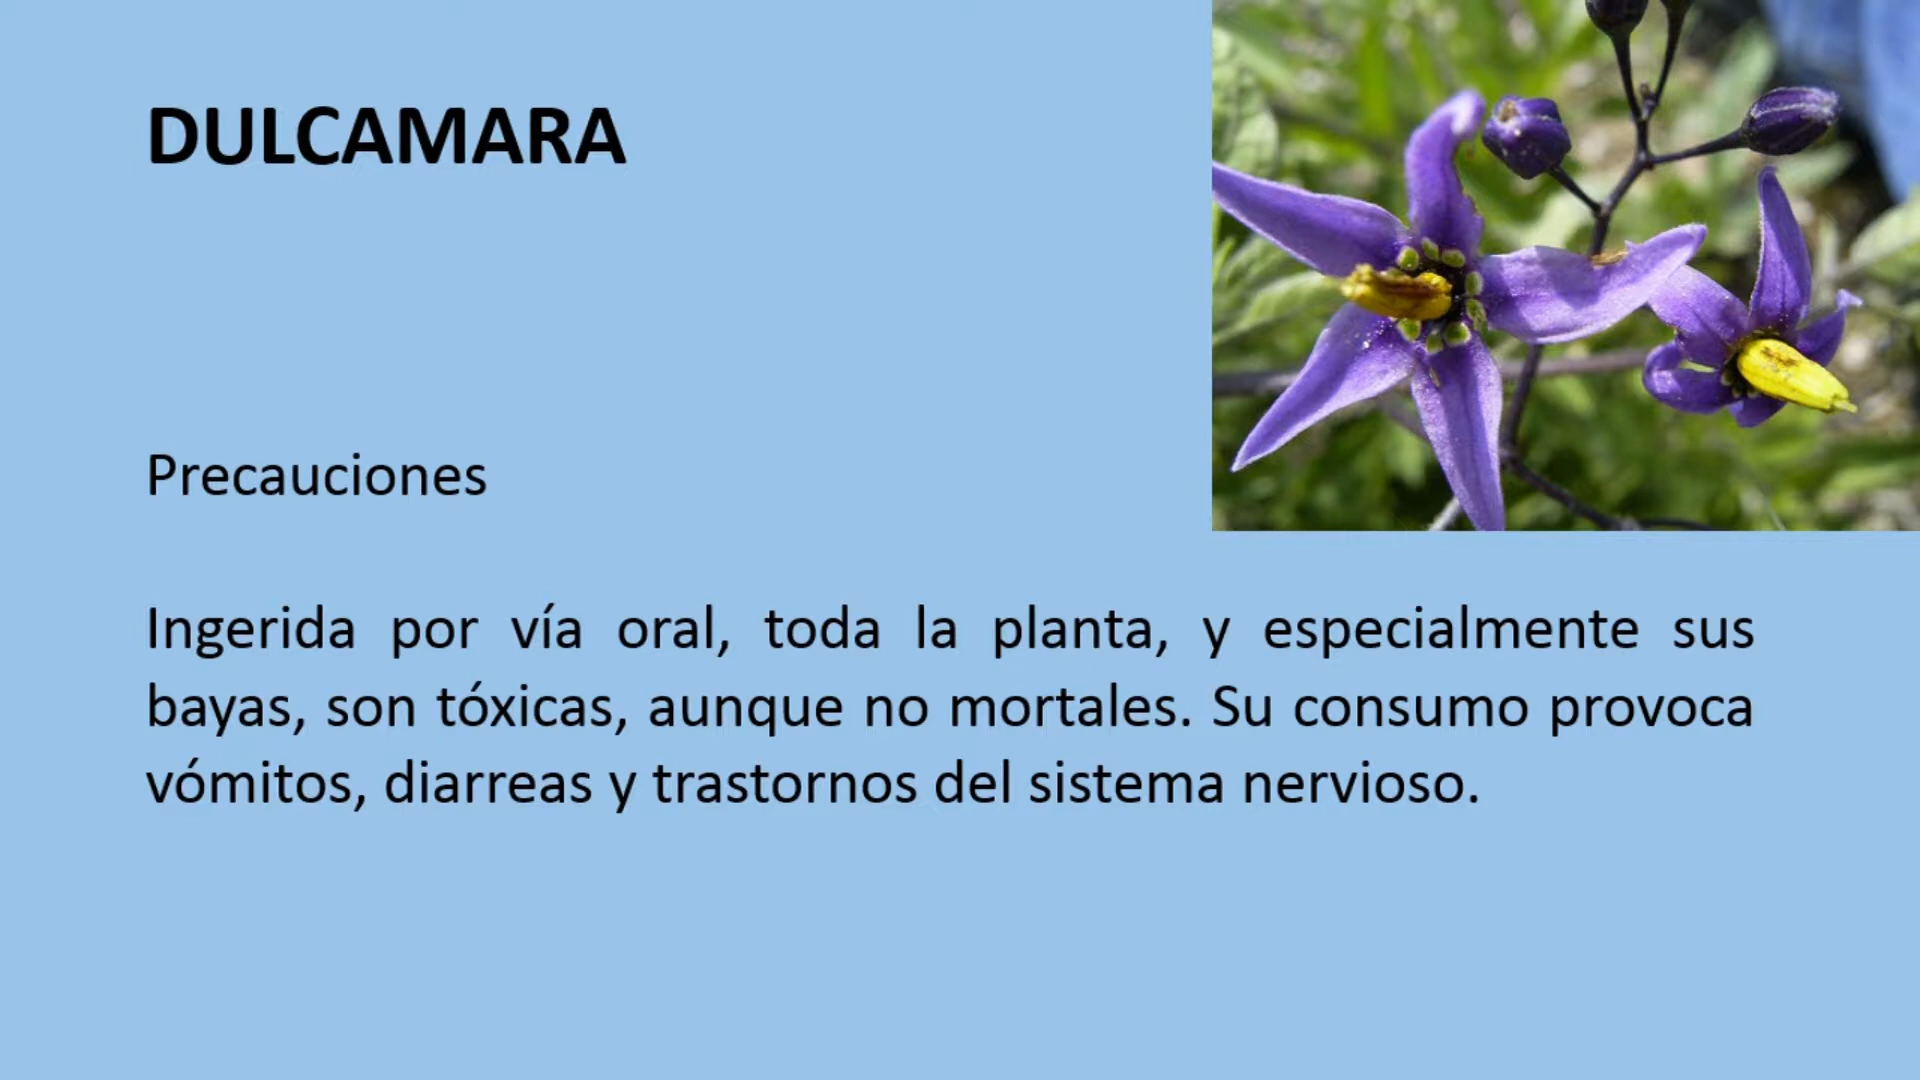 DULCAMARA
Precauciones
Ingerida por vía oral, toda la planta, y especialmente sus
bayas, son tóxicas, aunque no mortales. Su consumo provoca
vómitos, diarreas y trastornos del sistema nervioso.